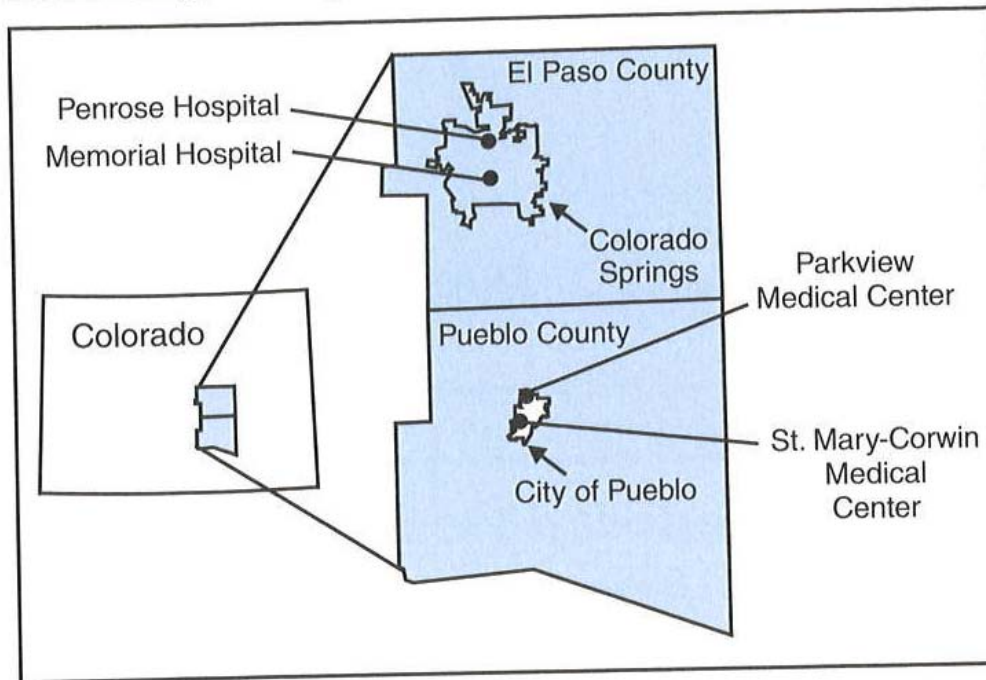 El Paso County
Penrose Hospital
Memorial Hospital
Colorado
Springs
Parkview
Medical Center
Colorado
Pueblo County
St. Mary-Corwin
Medical
Center
City of Pueblo